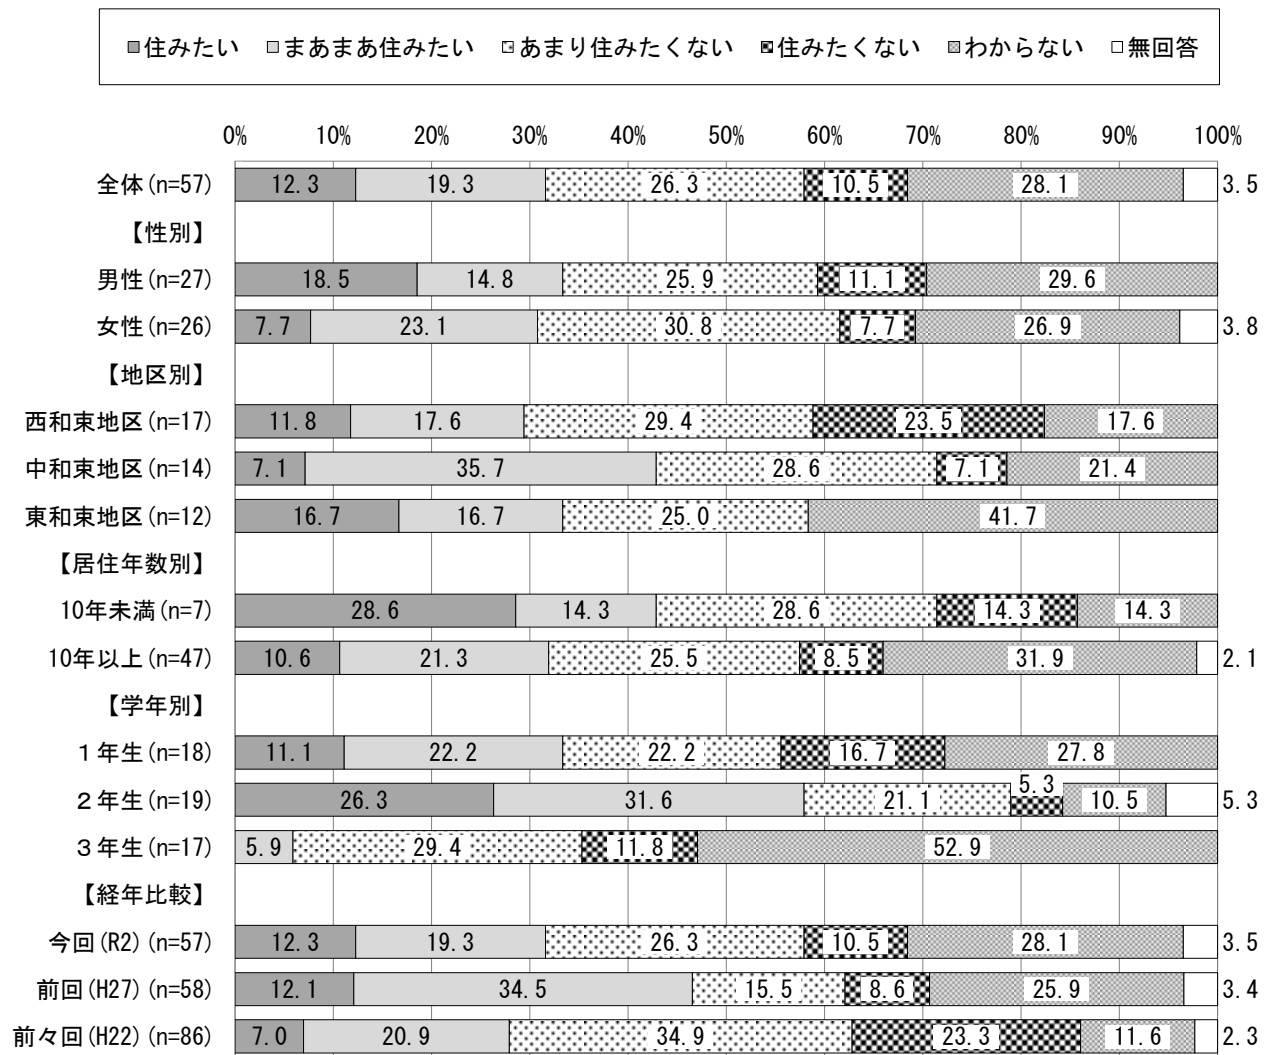 住みたい まあまあ住みたい あまり住みたくない 住みたくない わからない 無回答
0% 10% 20% 30% 40% 50% 60% 70% 80% 90% 100%
全体(n=57) 12.3 19.3 26.3 10.5 28.1 3.5
【性別】
男性(n=27) 18.5 14.8 25.9 11.1 29.6
女性(n=26) 7.7 23.1 30.8 7.7 26.9 3.8
【地区別】
西和束地区(n=17) 11.8 17.6 29.4 23.5 17.6
中和束地区(n=14) 7.1 35.7 28.6 7.1 21.4
東和束地区(n=12) 16.7 16.7 25.0 41.7
【居住年数別】
10年未満(n=7) 28.6 14.3 28.6 14.3 14.3
10年以上(n=47) 10.6 21.3 25.5 8.5 31.9 2.1
【学年別】
１年生(n=18) 11.1 22.2 22.2 16.7 27.8
２年生(n=19) 26.3 31.6 21.1 5.3 10.5 5.3
３年生(n=17) 5.9 29.4 11.8 52.9
【経年比較】
今回(R2)(n=57) 12.3 19.3 26.3 10.5 28.1 3.5
前回(H27)(n=58) 12.1 34.5 15.5 8.6 25.9 3.4
前々回(H22)(n=86) 7.0 20.9 34.9 23.3 11.6 2.3